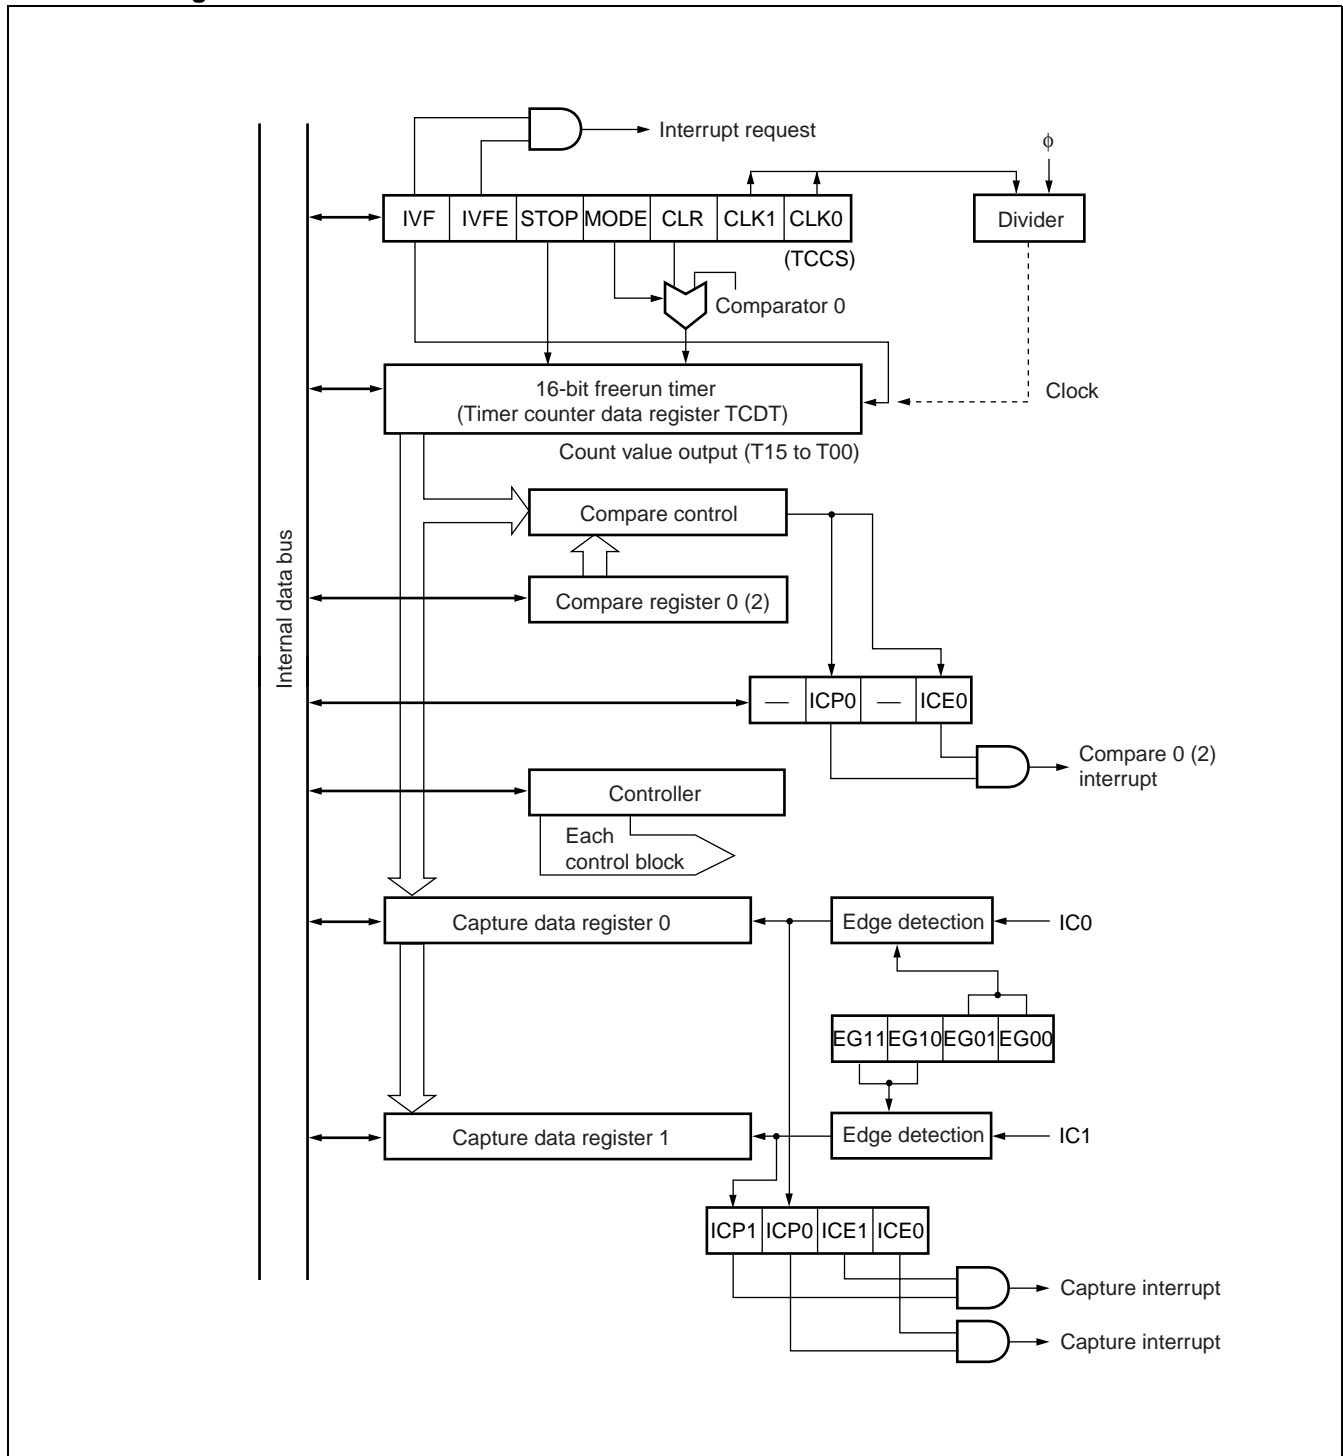 Interrupt request
ϕ
IVF IVFE STOP MODE CLR CLK1 CLK0
Divider
(TCCS)
Comparator 0
16-bit freerun timer
(Timer counter data register TCDT)
Clock
Count value output (T15 to T00)
Compare control
Internal data bus
Compare register 0 (2)
— ICP0 — ICE0
Compare 0 (2)
interrupt
Controller
Each
control block
Capture data register 0
Edge detection
IC0
EG11 EG10 EG01 EG00
Capture data register 1
Edge detection
IC1
ICP1 ICP0 ICE1 ICE0
Capture interrupt
Capture interrupt